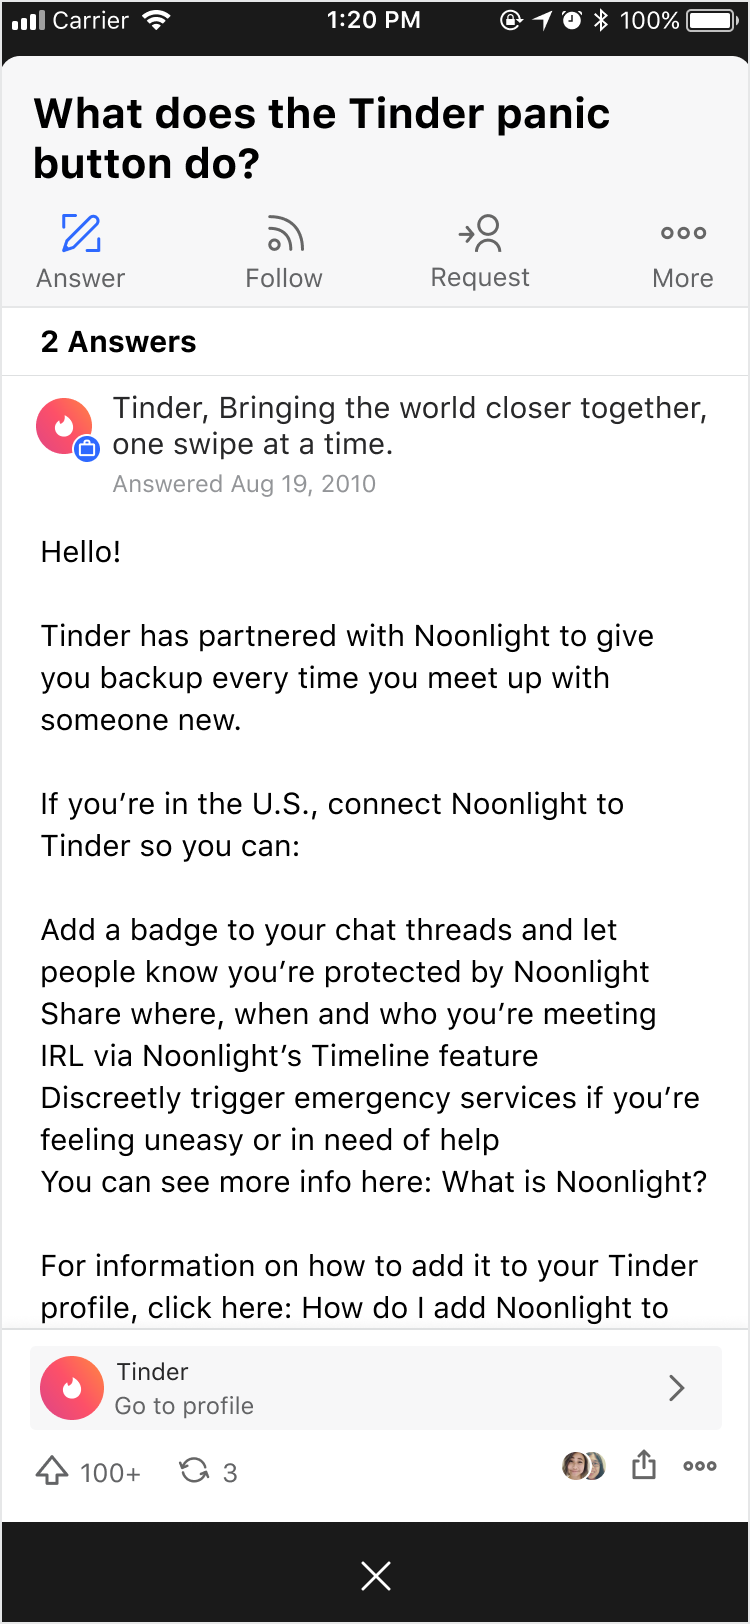 Carrier 1:20 PM 100%
What does the Tinder panic
button do?
Answer Follow Request More
2 Answers
Tinder, Bringing the world closer together,
one swipe at a time.
Answered Aug 19, 2010
Hello!
Tinder has partnered with Noonlight to give
you backup every time you meet up with
someone new.
If you’re in the U.S., connect Noonlight to
Tinder so you can:
Add a badge to your chat threads and let
people know you’re protected by Noonlight
Share where, when and who you’re meeting
IRL via Noonlight’s Timeline feature
Discreetly trigger emergency services if you’re
feeling uneasy or in need of help
You can see more info here: What is Noonlight?
For information on how to add it to your Tinder
profile, click here: How do I add Noonlight to
Tinder
Go to profile
100+ 3